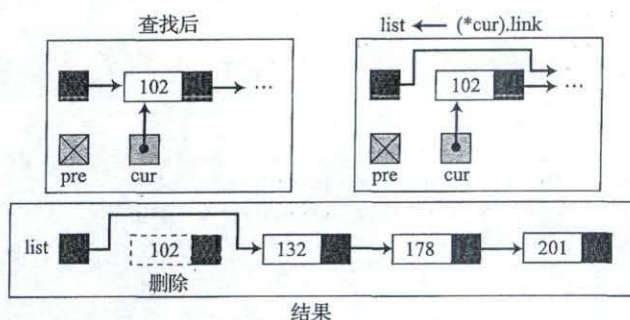 查找后
102
...
pre
cur
list ← (*cur).link
102
...
pre
cur
list
102
132
178
201
删除
结果